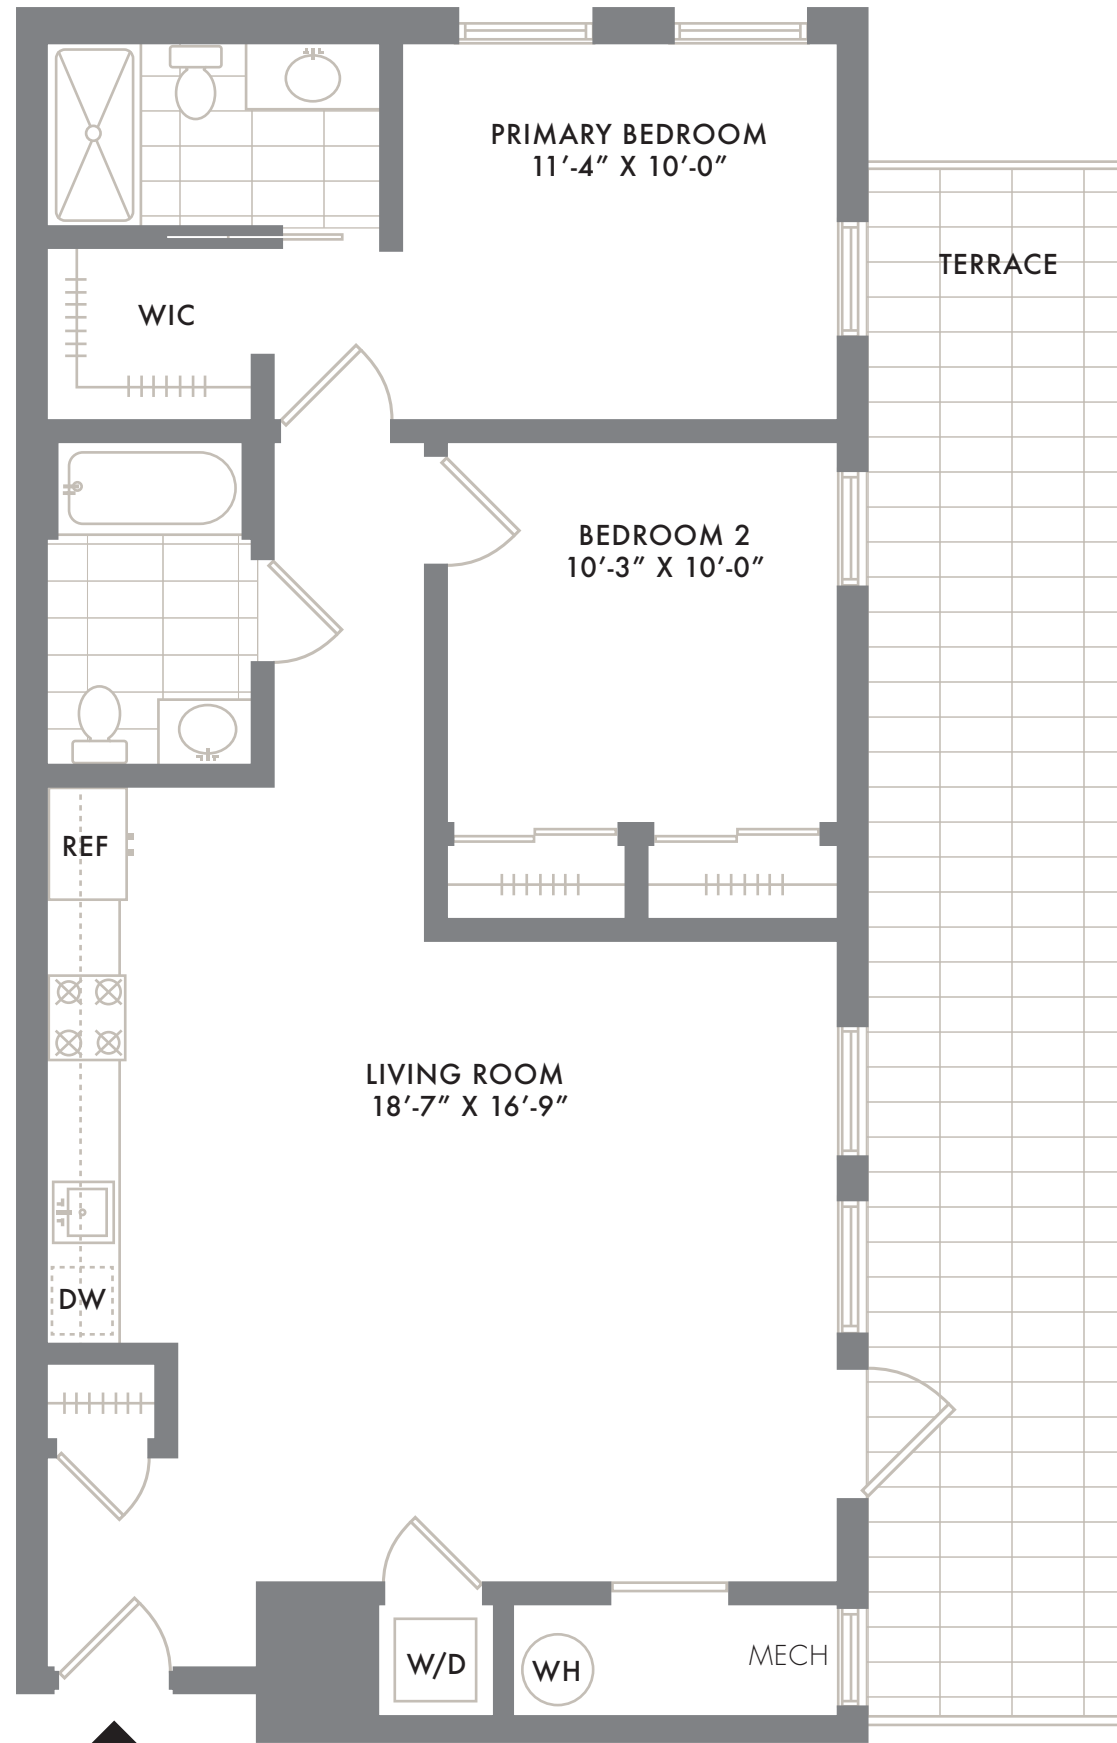 PRIMARY BEDROOM
11′-4″ X 10′-0″
TERRACE
WIC
BEDROOM 2
10′-3″ X 10′-0″
REF
LIVING ROOM
18′-7″ X 16′-9″
DW
W/D
WH
MECH